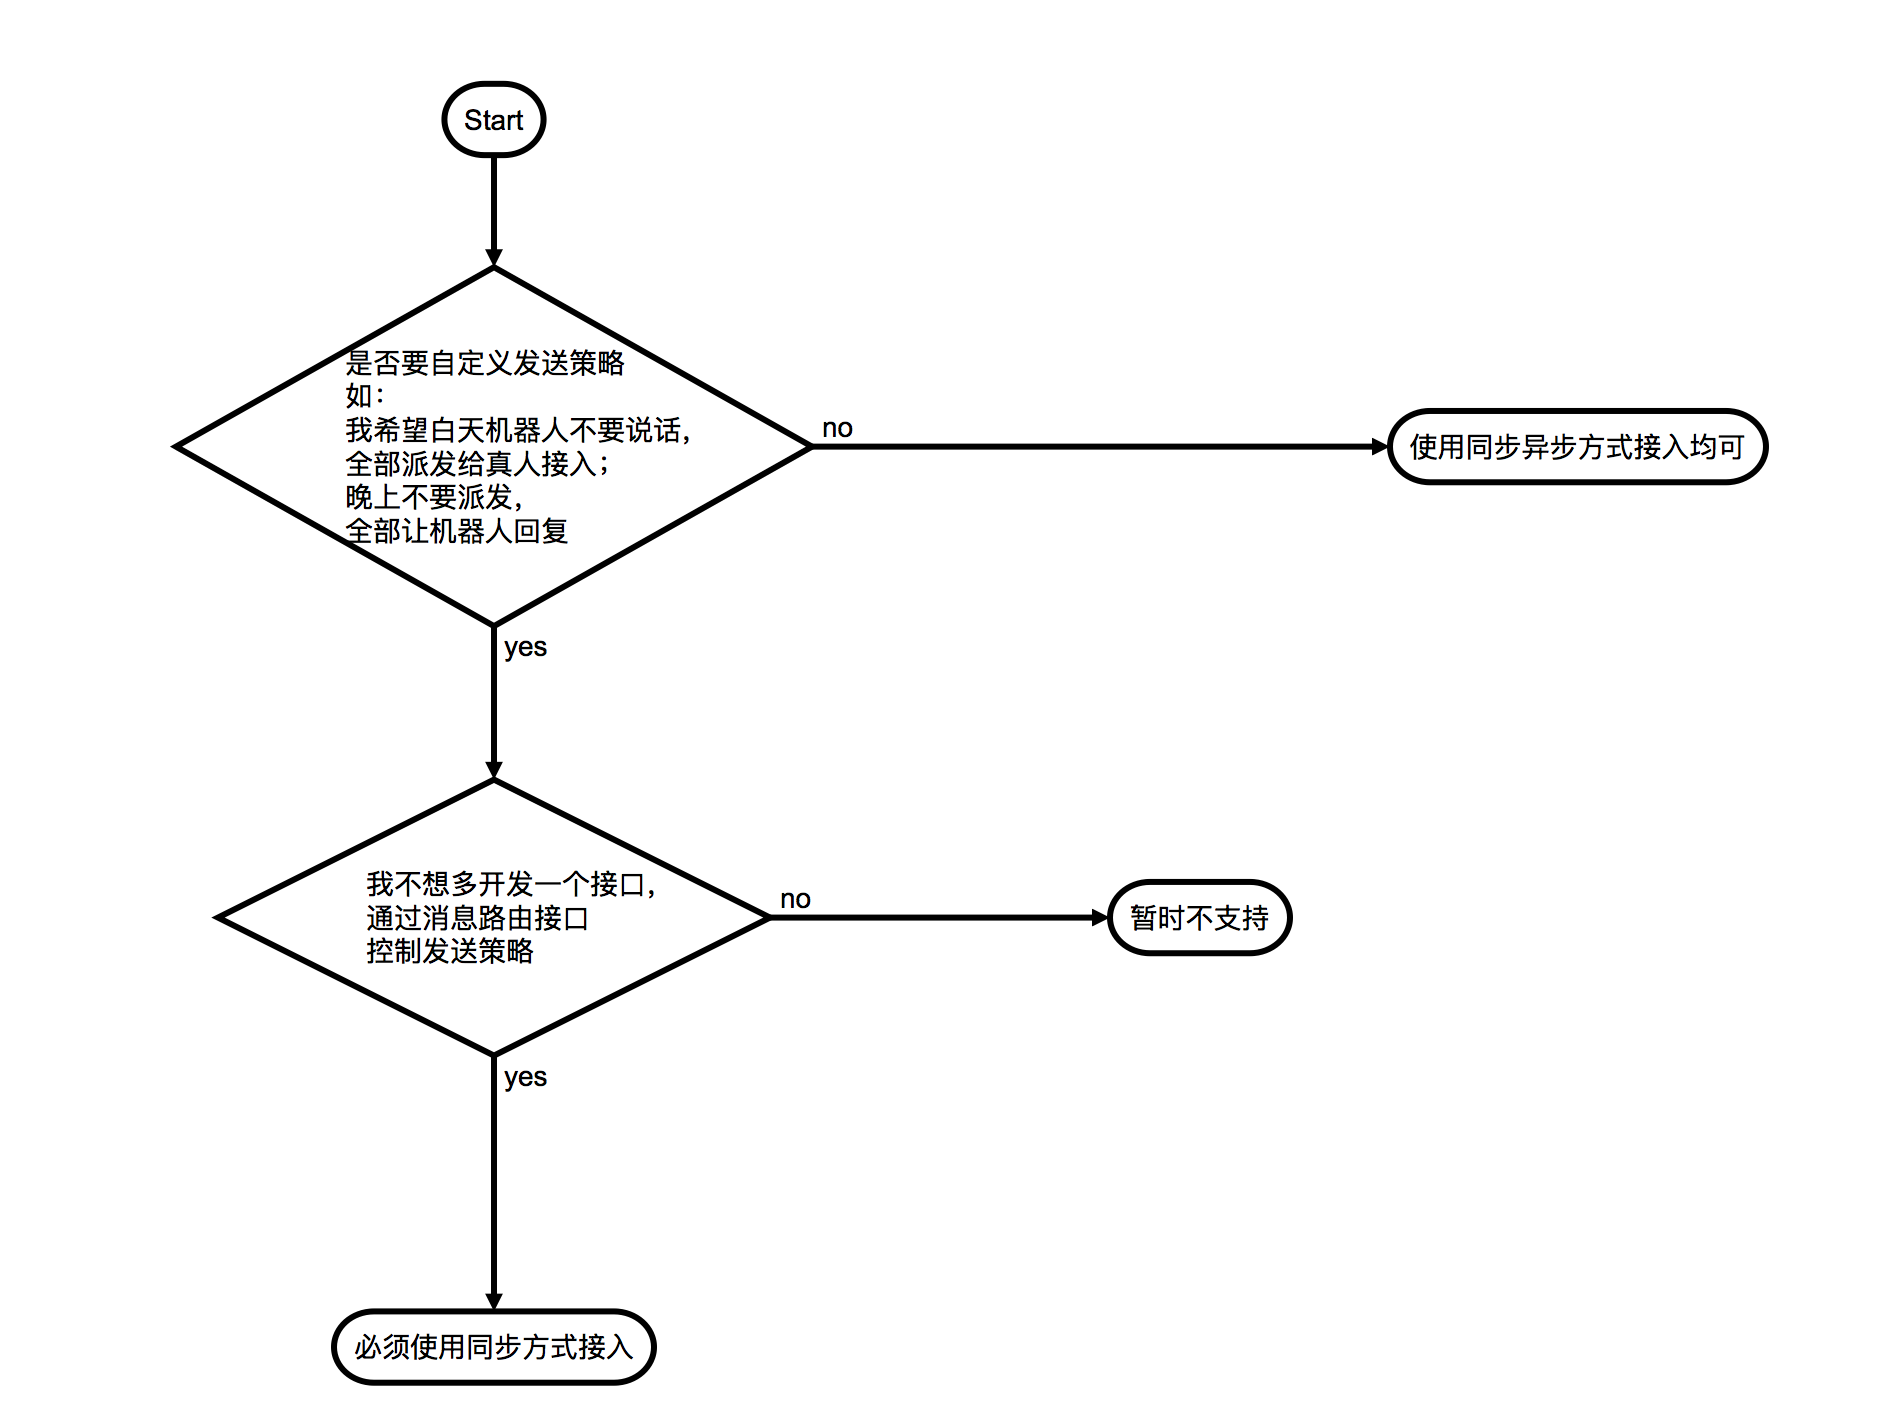 Start
是否要自定义发送策略
如：
我希望白天机器人不要说话，
全部派发给真人接入；
晚上不要派发，
全部让机器人回复
no
使用同步异步方式接入均可
yes
我不想多开发一个接口，
通过消息路由接口
控制发送策略
no
暂时不支持
yes
必须使用同步方式接入